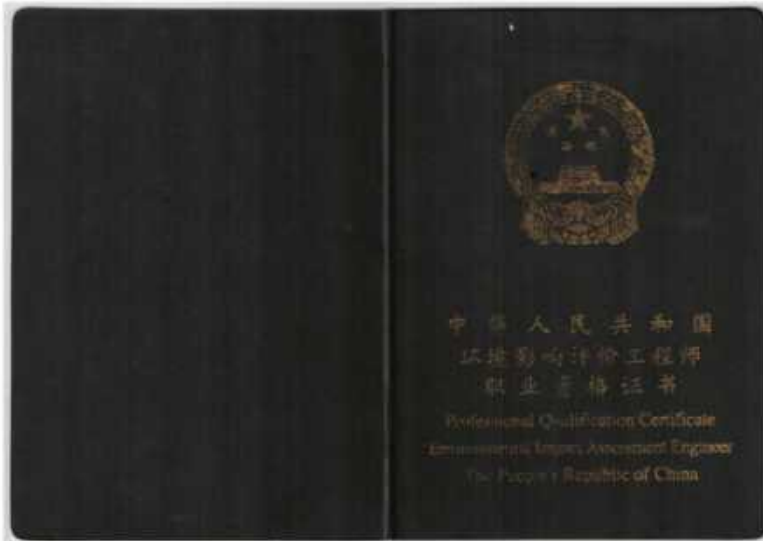 中华人民共和国
环境影响评价工程师
职业资格证书
Professional Qualification Certificate
Environmental Impact Assessment Engineer
The People's Republic of China